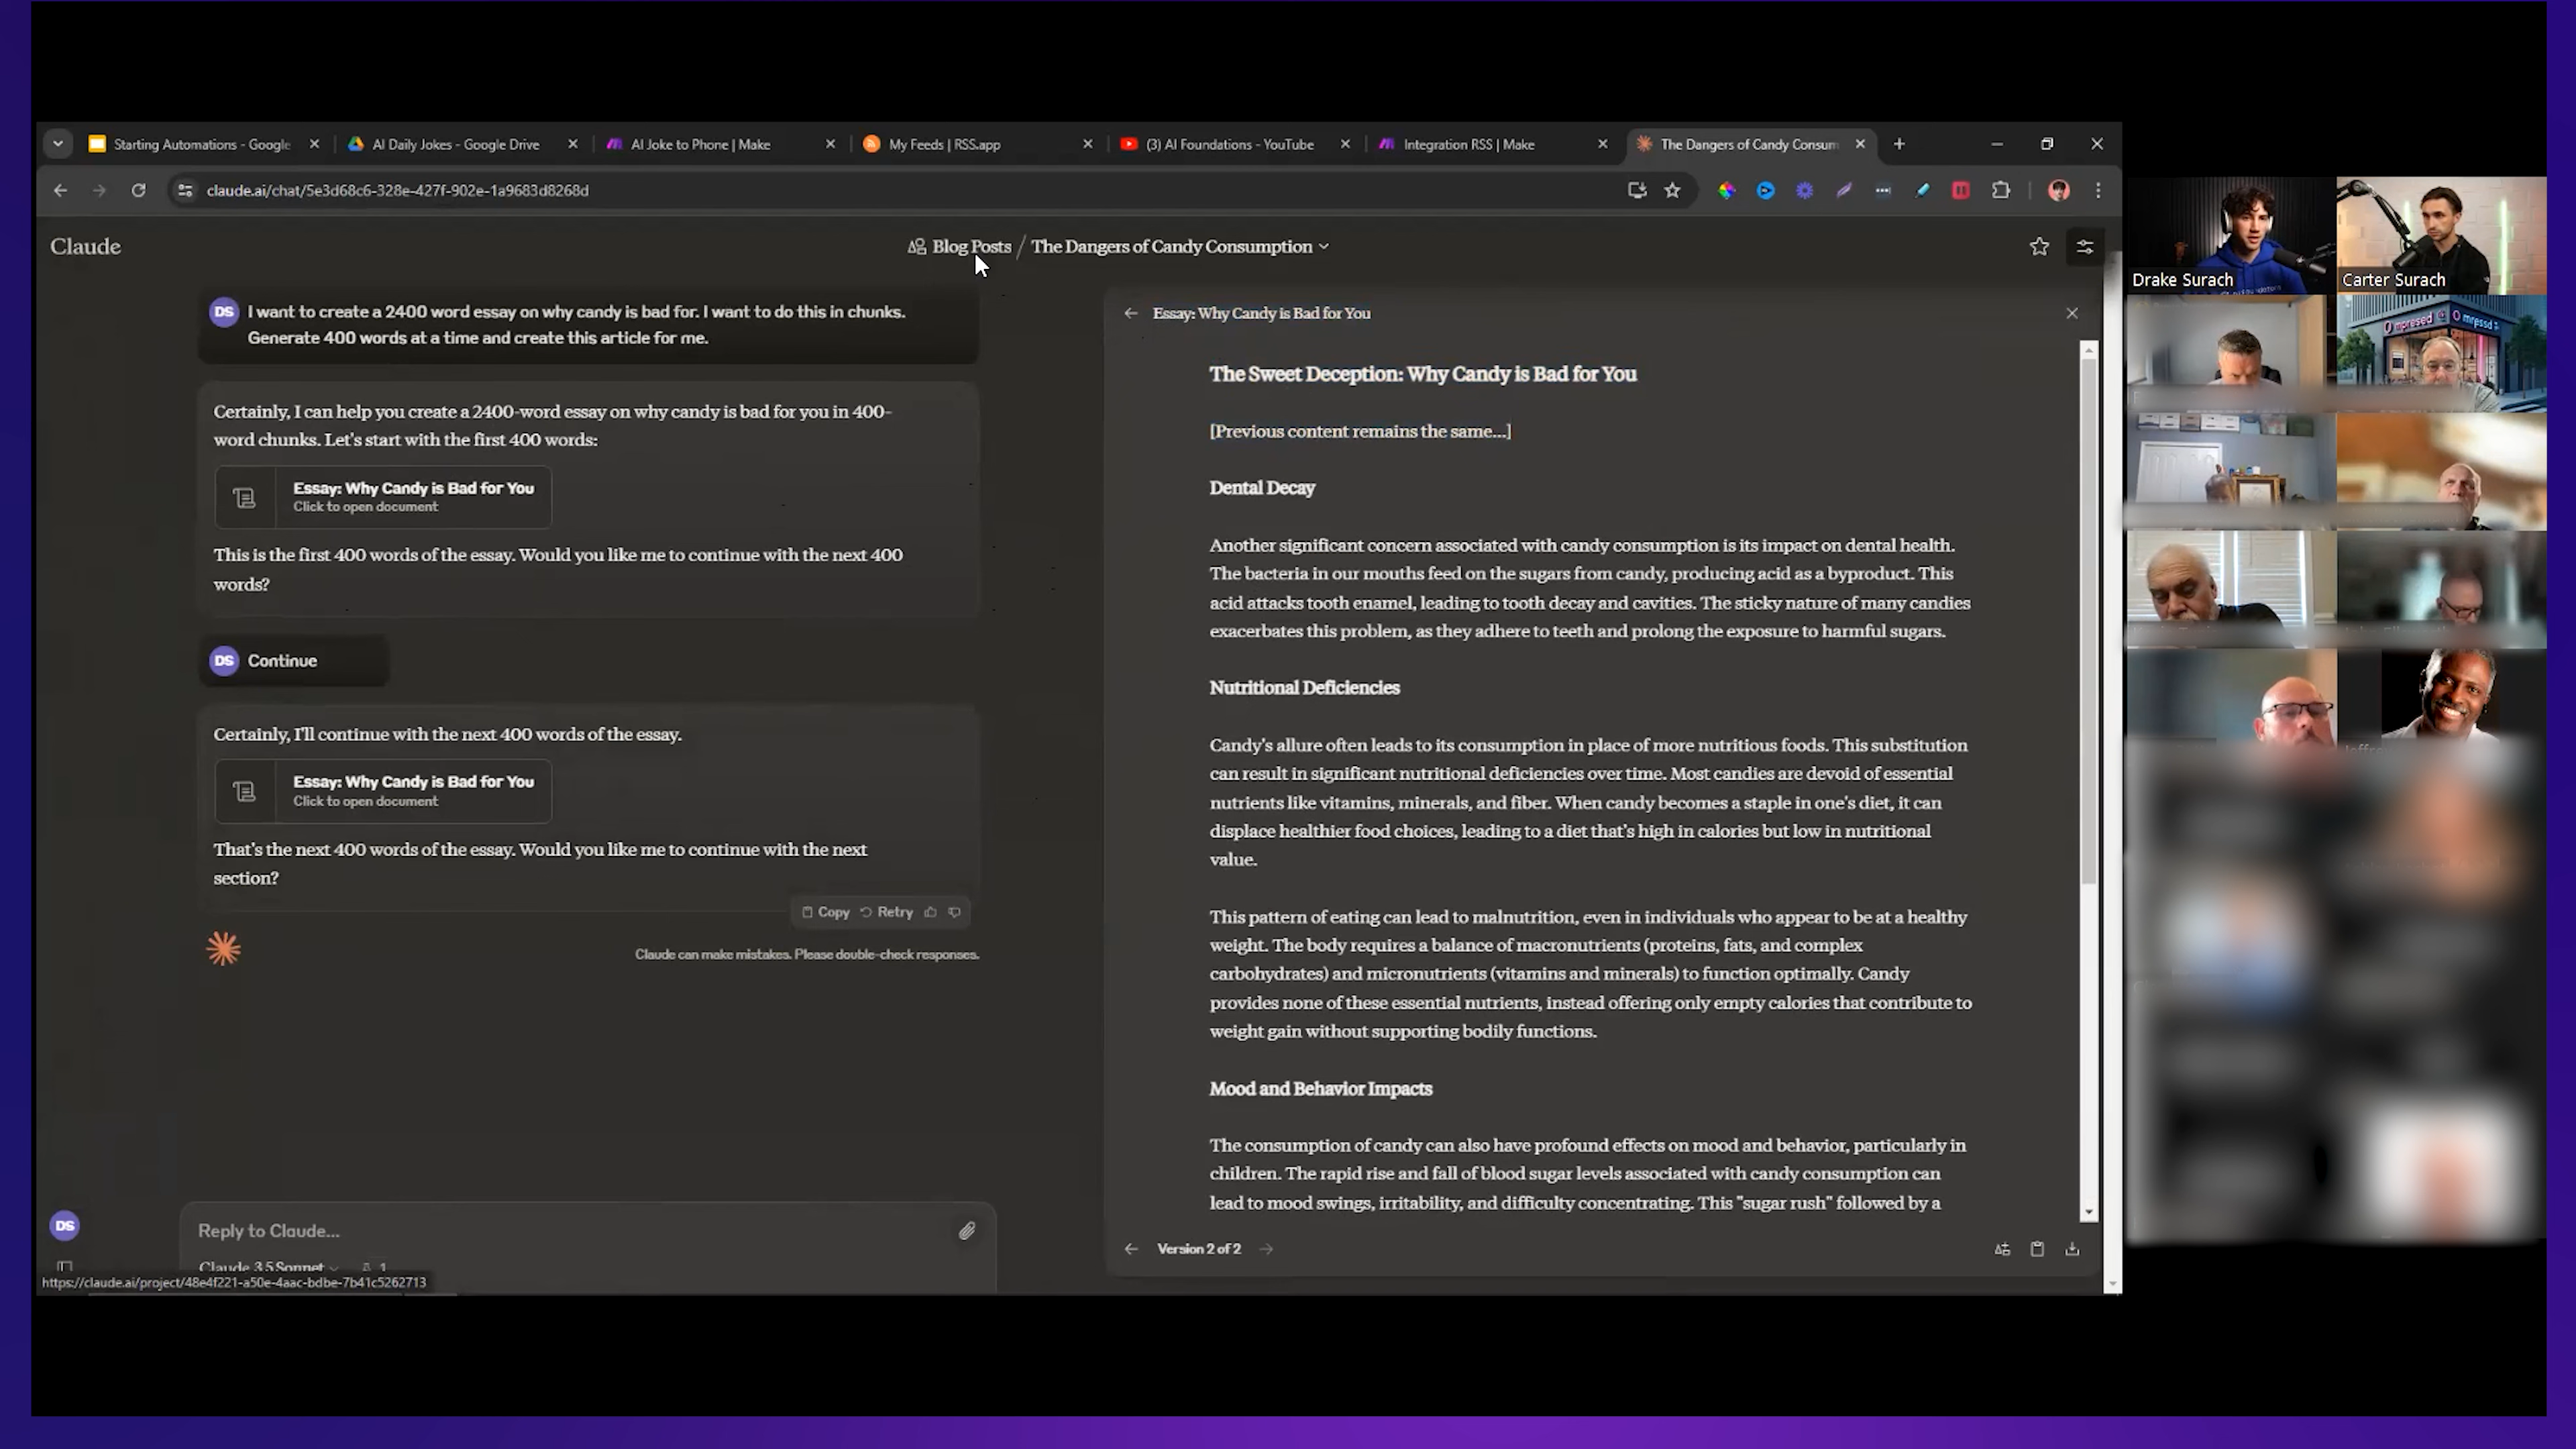 Starting Automations - Google
AI Daily Jokes - Google Drive
AI Joke to Phone | Make
My Feeds | RSS.app
(3) AI Foundations - YouTube
Integration RSS | Make
The Dangers of Candy Consum
claude.ai/chat/5e3d68c6-328e-427f-902e-1a9683d8268d
Claude
Blog Posts / The Dangers of Candy Consumption
DS
I want to create a 2400 word essay on why candy is bad for. I want to do this in chunks.
Generate 400 words at a time and create this article for me.
Certainly, I can help you create a 2400-word essay on why candy is bad for you in 400-
word chunks. Let's start with the first 400 words:
Essay: Why Candy is Bad for You
Click to open document
This is the first 400 words of the essay. Would you like me to continue with the next 400
words?
DS
Continue
Certainly, I'll continue with the next 400 words of the essay.
Essay: Why Candy is Bad for You
Click to open document
That's the next 400 words of the essay. Would you like me to continue with the next
section?
Copy
Retry
Claude can make mistakes. Please double-check responses.
DS
Reply to Claude...
Claude 3.5 Sonnet
1
https://claude.ai/project/48e4f221-a50e-4aac-bdbe-7b41c5262713
Essay: Why Candy is Bad for You
The Sweet Deception: Why Candy is Bad for You
[Previous content remains the same...]
Dental Decay
Another significant concern associated with candy consumption is its impact on dental health.
The bacteria in our mouths feed on the sugars from candy, producing acid as a byproduct. This
acid attacks tooth enamel, leading to tooth decay and cavities. The sticky nature of many candies
exacerbates this problem, as they adhere to teeth and prolong the exposure to harmful sugars.
Nutritional Deficiencies
Candy's allure often leads to its consumption in place of more nutritious foods. This substitution
can result in significant nutritional deficiencies over time. Most candies are devoid of essential
nutrients like vitamins, minerals, and fiber. When candy becomes a staple in one's diet, it can
displace healthier food choices, leading to a diet that's high in calories but low in nutritional
value.
This pattern of eating can lead to malnutrition, even in individuals who appear to be at a healthy
weight. The body requires a balance of macronutrients (proteins, fats, and complex
carbohydrates) and micronutrients (vitamins and minerals) to function optimally. Candy
provides none of these essential nutrients, instead offering only empty calories that contribute to
weight gain without supporting bodily functions.
Mood and Behavior Impacts
The consumption of candy can also have profound effects on mood and behavior, particularly in
children. The rapid rise and fall of blood sugar levels associated with candy consumption can
lead to mood swings, irritability, and difficulty concentrating. This "sugar rush" followed by a
Version 2 of 2
Drake Surach
Carter Surach